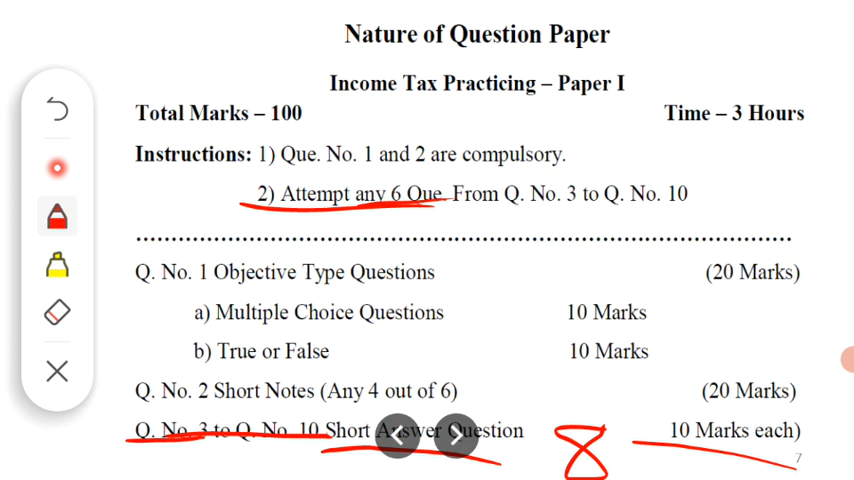 Nature of Question Paper
Income Tax Practicing – Paper I
Total Marks – 100 Time – 3 Hours
Instructions: 1) Que. No. 1 and 2 are compulsory.
2) Attempt any 6 Que. From Q. No. 3 to Q. No. 10
Q. No. 1 Objective Type Questions (20 Marks)
a) Multiple Choice Questions 10 Marks
b) True or False 10 Marks
Q. No. 2 Short Notes (Any 4 out of 6) (20 Marks)
Q. No. 3 to Q. No. 10 Short Answer Question 8 10 Marks each)
7